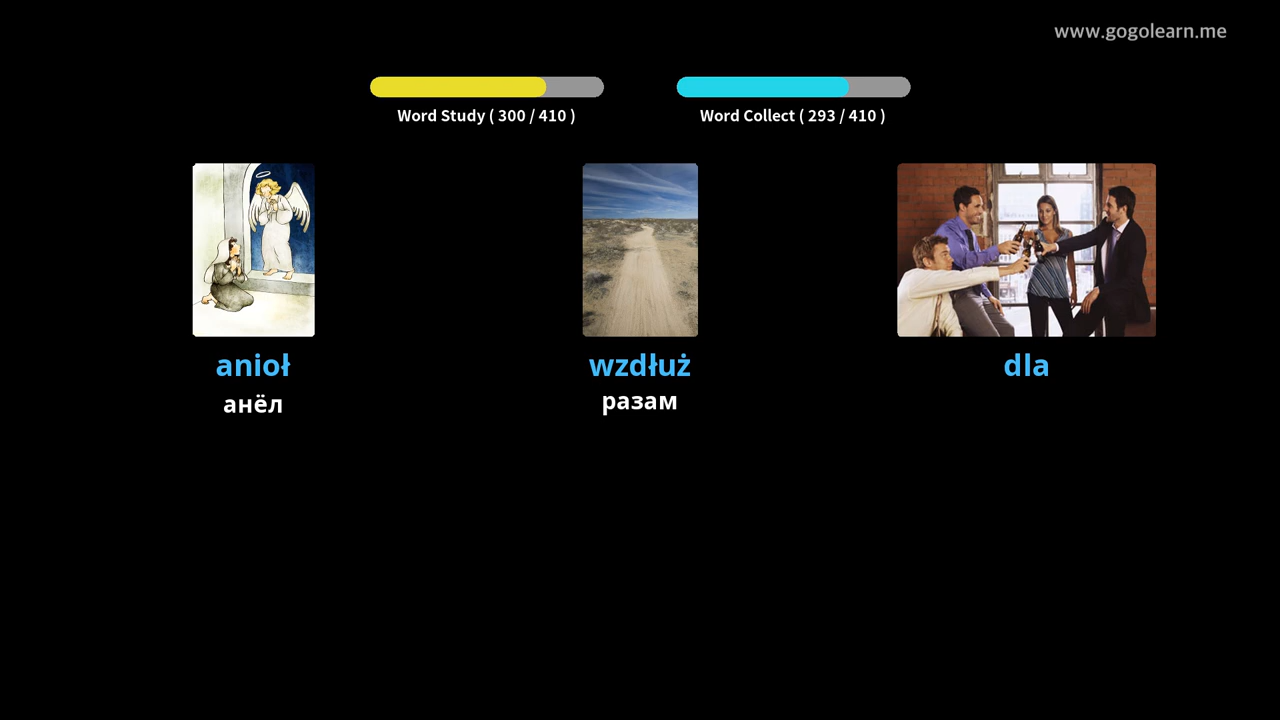 www.gogolearn.me
Word Study ( 300 / 410 )
Word Collect ( 293 / 410 )
anioł
анёл
wzdłuż
разам
dla